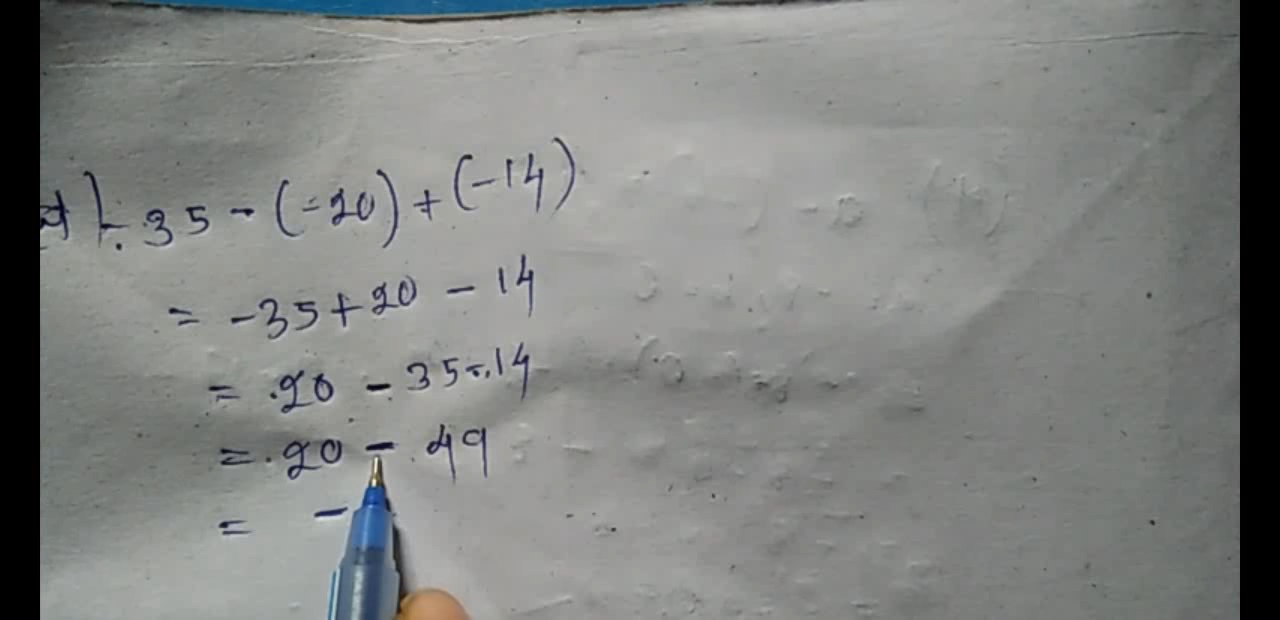 - 35 - (-20) + (-14)
= -35 + 20 - 14
= 20 - 35 - 14
= 20 - 49
= -